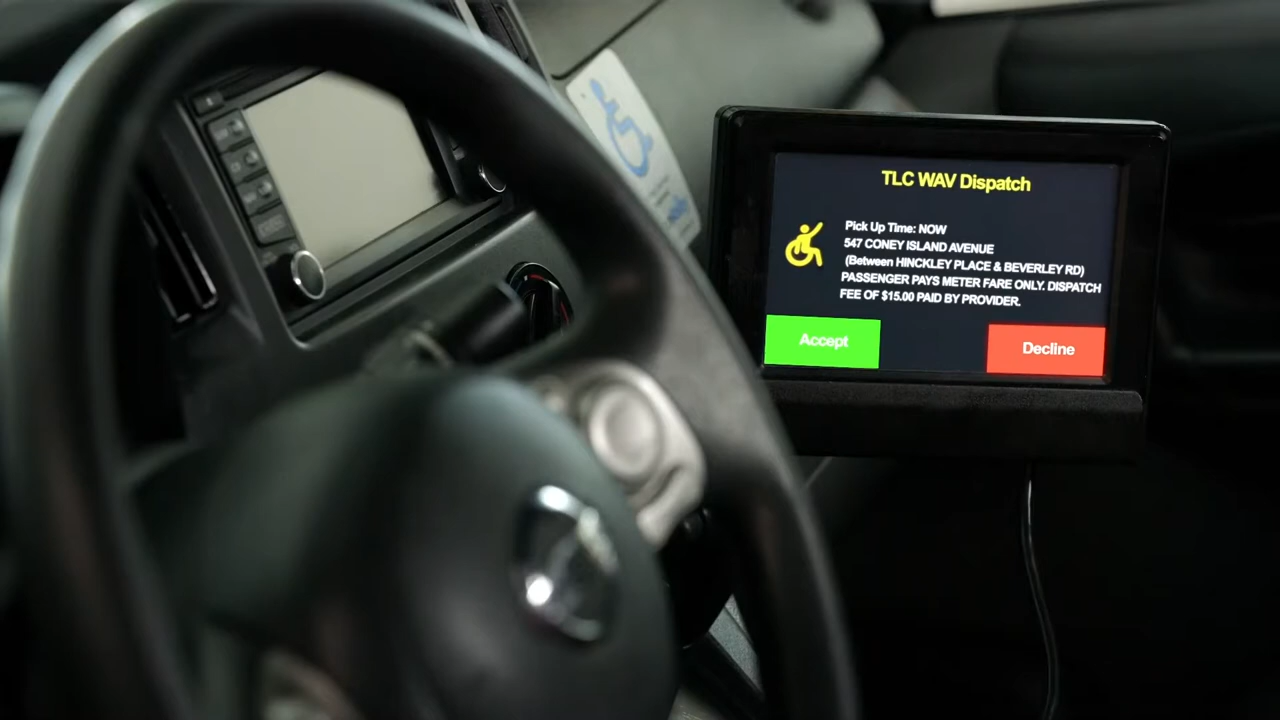 TLC WAV Dispatch
Pick Up Time: NOW
547 CONEY ISLAND AVENUE
(Between HINCKLEY PLACE & BEVERLEY RD)
PASSENGER PAYS METER FARE ONLY. DISPATCH
FEE OF $15.00 PAID BY PROVIDER.
Accept
Decline